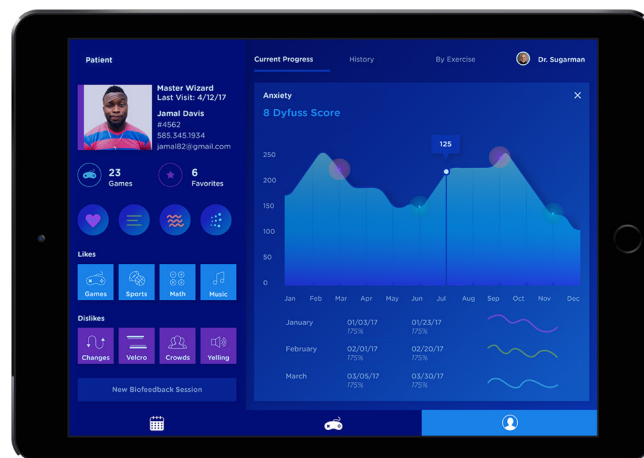 Patient
Current Progress
History
By Exercise
Dr. Sugarman
Master Wizard
Last Visit: 4/12/17
Jamal Davis
#4562
585.345.1934
jamal82@gmail.com
23
Games
6
Favorites
Likes
Games
Sports
Math
Music
Dislikes
Changes
Velcro
Crowds
Yelling
New Biofeedback Session
Anxiety
8 Dyfuss Score
125
250
200
150
100
50
0
Jan Feb Mar Apr May Jun Jul Aug Sep Oct Nov Dec
January 01/03/17 01/23/17
175% 175%
February 02/01/17 02/20/17
175% 175%
March 03/05/17 03/30/17
175% 175%